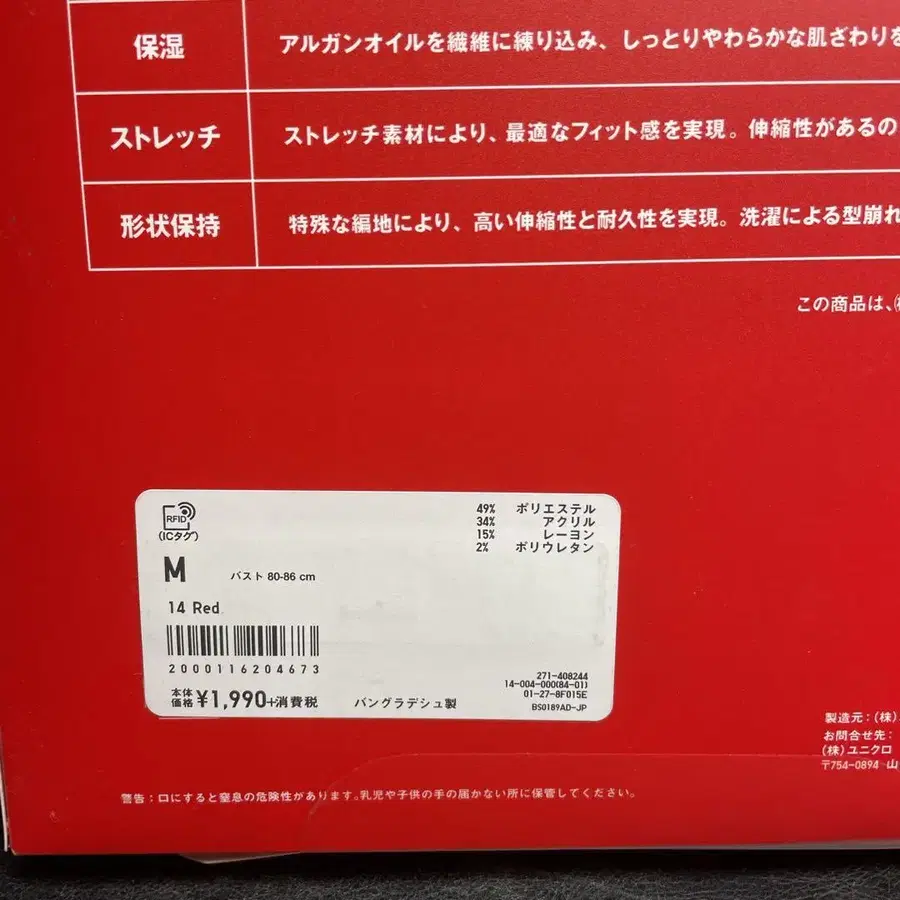 保湿 アルガンオイルを繊維に練り込み、しっとりやわらかな肌ざわりを
ストレッチ ストレッチ素材により、最適なフィット感を実現。伸縮性があるの
形状保持 特殊な編地により、高い伸縮性と耐久性を実現。洗濯による型崩れ
この商品は、(株
RFID
(ICタグ)
49% ポリエステル
34% アクリル
15% レーヨン
2% ポリウレタン
M バスト 80-86 cm
14 Red
2000116204673
本体価格 ¥1,990+消費税
バングラデシュ製
271-408244
14-004-000(84-01)
01-27-8F015E
BS0189AD-JP
製造元：(株)
お問合せ先：
(株) ユニクロ
〒754-0894 山
警告：口にすると窒息の危険性があります。乳児や子供の手の届かない所に保管してください。